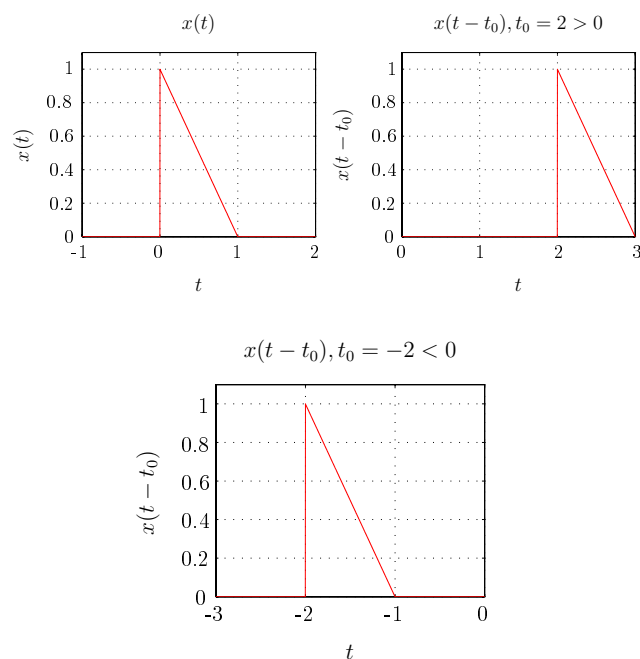 x(t)
x(t − t₀), t₀ = 2 > 0
x(t)
1
0.8
0.6
0.4
0.2
0
-1 0 1 2
t
x(t − t₀)
1
0.8
0.6
0.4
0.2
0
0 1 2 3
t
x(t − t₀), t₀ = −2 < 0
x(t − t₀)
1
0.8
0.6
0.4
0.2
0
-3 -2 -1 0
t